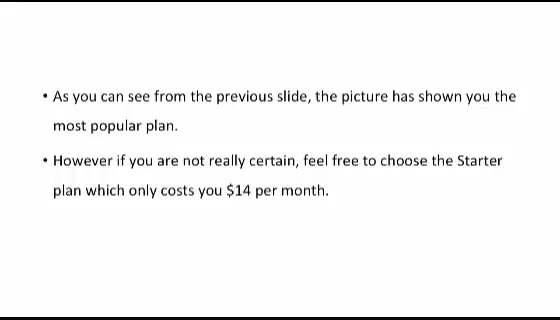 • As you can see from the previous slide, the picture has shown you the
most popular plan.
• However if you are not really certain, feel free to choose the Starter
plan which only costs you $14 per month.